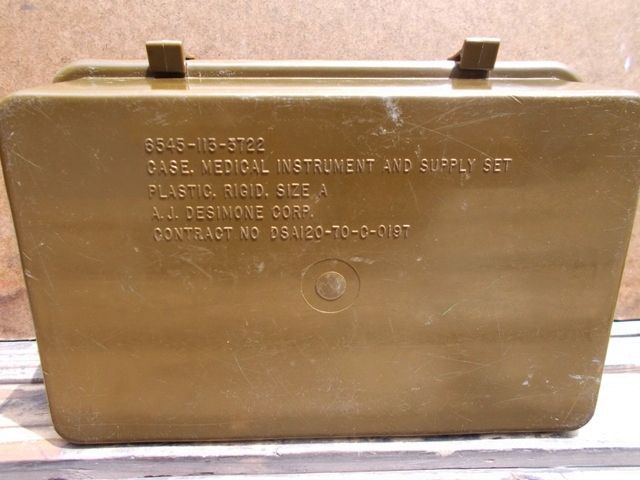 6545-113-3722
CASE, MEDICAL INSTRUMENT AND SUPPLY SET
PLASTIC, RIGID, SIZE A
A.J. DESIMONE CORP.
CONTRACT NO DSA120-70-C-0197